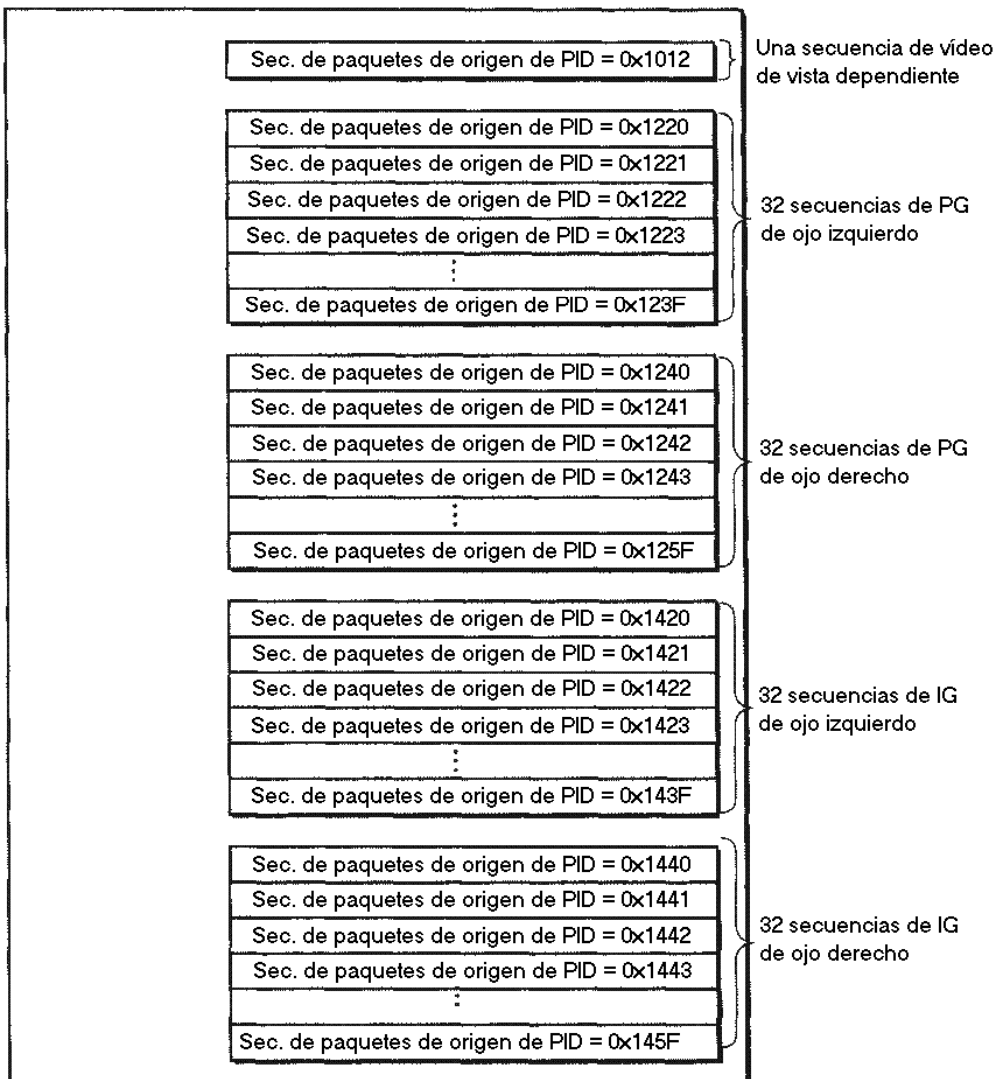 Sec. de paquetes de origen de PID = 0x1012
Una secuencia de vídeo
de vista dependiente
Sec. de paquetes de origen de PID = 0x1220
Sec. de paquetes de origen de PID = 0x1221
Sec. de paquetes de origen de PID = 0x1222
Sec. de paquetes de origen de PID = 0x1223
Sec. de paquetes de origen de PID = 0x123F
32 secuencias de PG
de ojo izquierdo
Sec. de paquetes de origen de PID = 0x1240
Sec. de paquetes de origen de PID = 0x1241
Sec. de paquetes de origen de PID = 0x1242
Sec. de paquetes de origen de PID = 0x1243
Sec. de paquetes de origen de PID = 0x125F
32 secuencias de PG
de ojo derecho
Sec. de paquetes de origen de PID = 0x1420
Sec. de paquetes de origen de PID = 0x1421
Sec. de paquetes de origen de PID = 0x1422
Sec. de paquetes de origen de PID = 0x1423
Sec. de paquetes de origen de PID = 0x143F
32 secuencias de IG
de ojo izquierdo
Sec. de paquetes de origen de PID = 0x1440
Sec. de paquetes de origen de PID = 0x1441
Sec. de paquetes de origen de PID = 0x1442
Sec. de paquetes de origen de PID = 0x1443
Sec. de paquetes de origen de PID = 0x145F
32 secuencias de IG
de ojo derecho